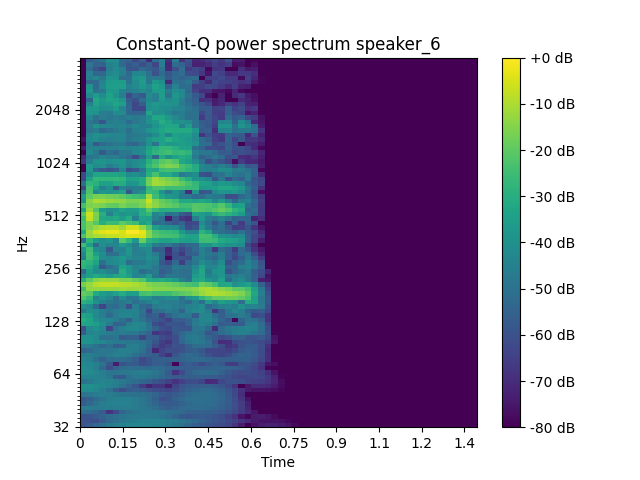 Constant-Q power spectrum speaker_6
Hz
2048
1024
512
256
128
64
32
0 0.15 0.3 0.45 0.6 0.75 0.9 1.1 1.2 1.4
Time
+0 dB
-10 dB
-20 dB
-30 dB
-40 dB
-50 dB
-60 dB
-70 dB
-80 dB